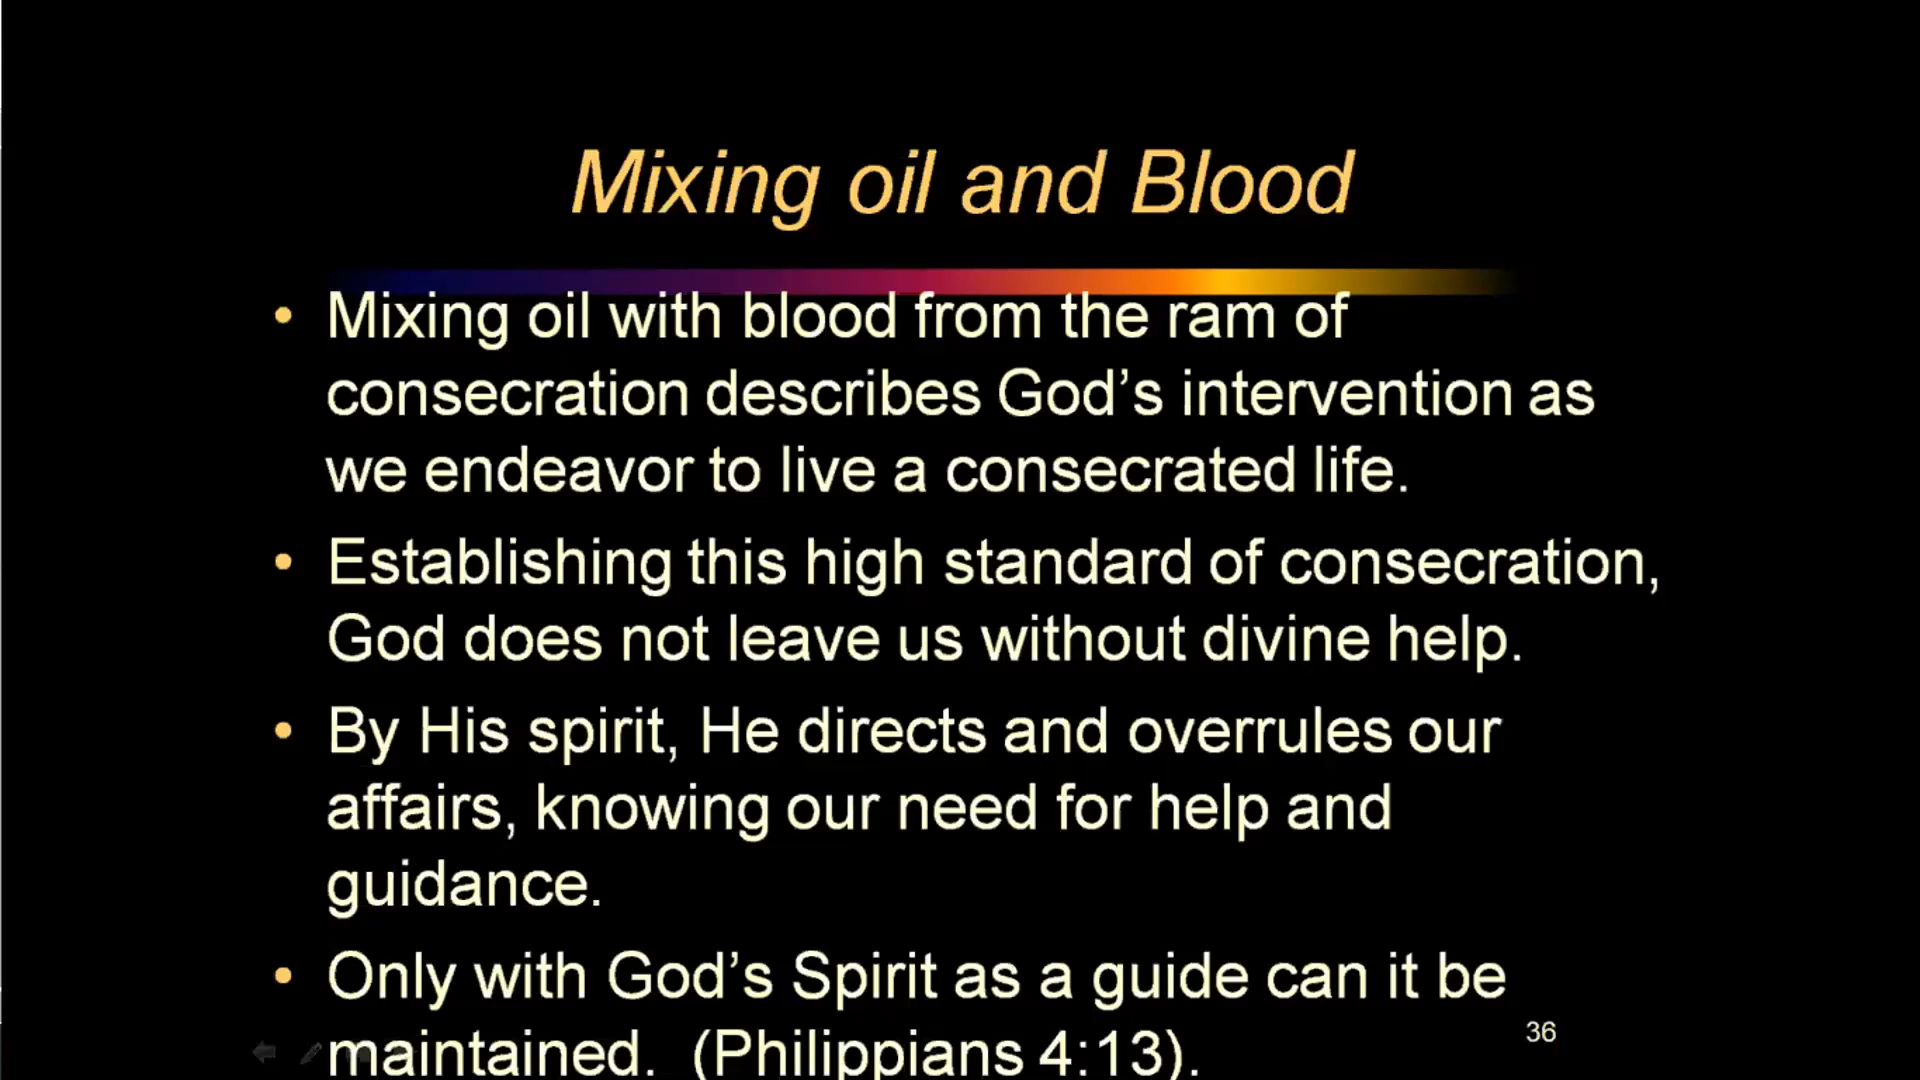 Mixing oil and Blood
• Mixing oil with blood from the ram of
consecration describes God’s intervention as
we endeavor to live a consecrated life.
• Establishing this high standard of consecration,
God does not leave us without divine help.
• By His spirit, He directs and overrules our
affairs, knowing our need for help and
guidance.
• Only with God’s Spirit as a guide can it be
maintained.  (Philippians 4:13).
36